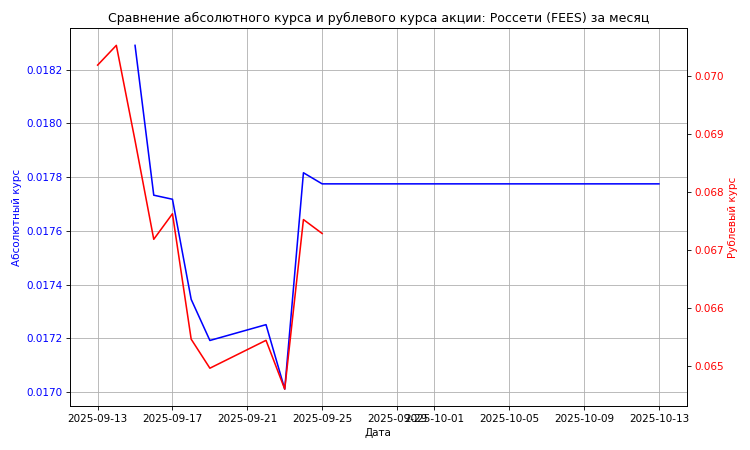 Сравнение абсолютного курса и рублевого курса акции: Россети (FEES) за месяц
Абсолютный курс
0.0182
0.0180
0.0178
0.0176
0.0174
0.0172
0.0170
0.070
0.069
0.068
0.067
0.066
0.065
Рублевый курс
2025-09-13 2025-09-17 2025-09-21 2025-09-25 2025-09-29 2025-10-01 2025-10-05 2025-10-09 2025-10-13
Дата